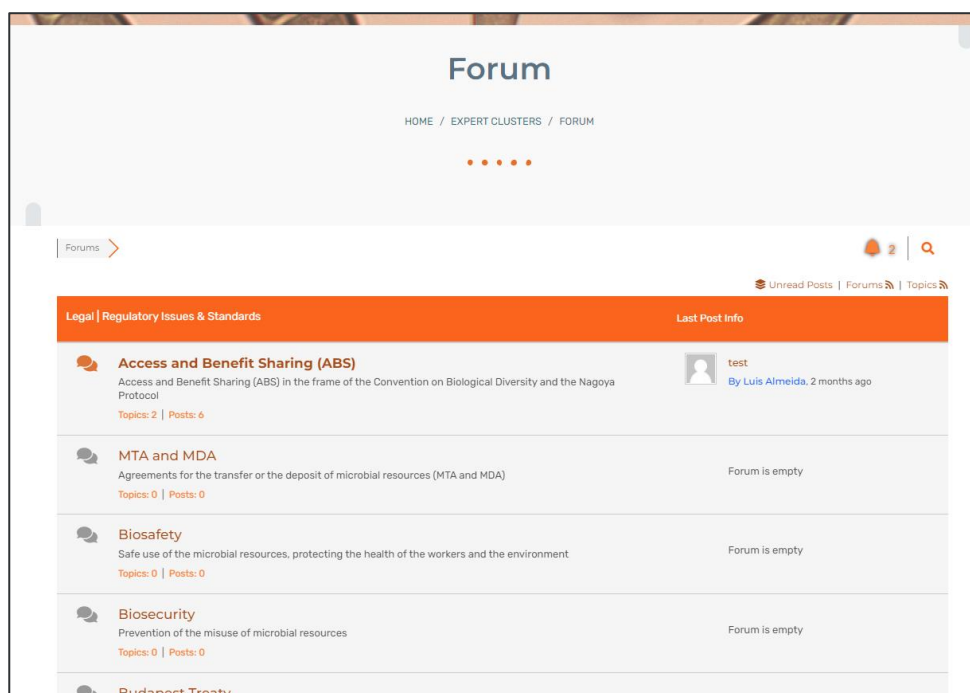 Forum
HOME / EXPERT CLUSTERS / FORUM
Forums
2
Unread Posts | Forums | Topics
Legal | Regulatory Issues & Standards
Last Post Info
Access and Benefit Sharing (ABS)
Access and Benefit Sharing (ABS) in the frame of the Convention on Biological Diversity and the Nagoya
Protocol
Topics: 2 | Posts: 6
test
By Luis Almeida, 2 months ago
MTA and MDA
Agreements for the transfer or the deposit of microbial resources (MTA and MDA)
Topics: 0 | Posts: 0
Forum is empty
Biosafety
Safe use of the microbial resources, protecting the health of the workers and the environment
Topics: 0 | Posts: 0
Forum is empty
Biosecurity
Prevention of the misuse of microbial resources
Topics: 0 | Posts: 0
Forum is empty
Budapest Treaty